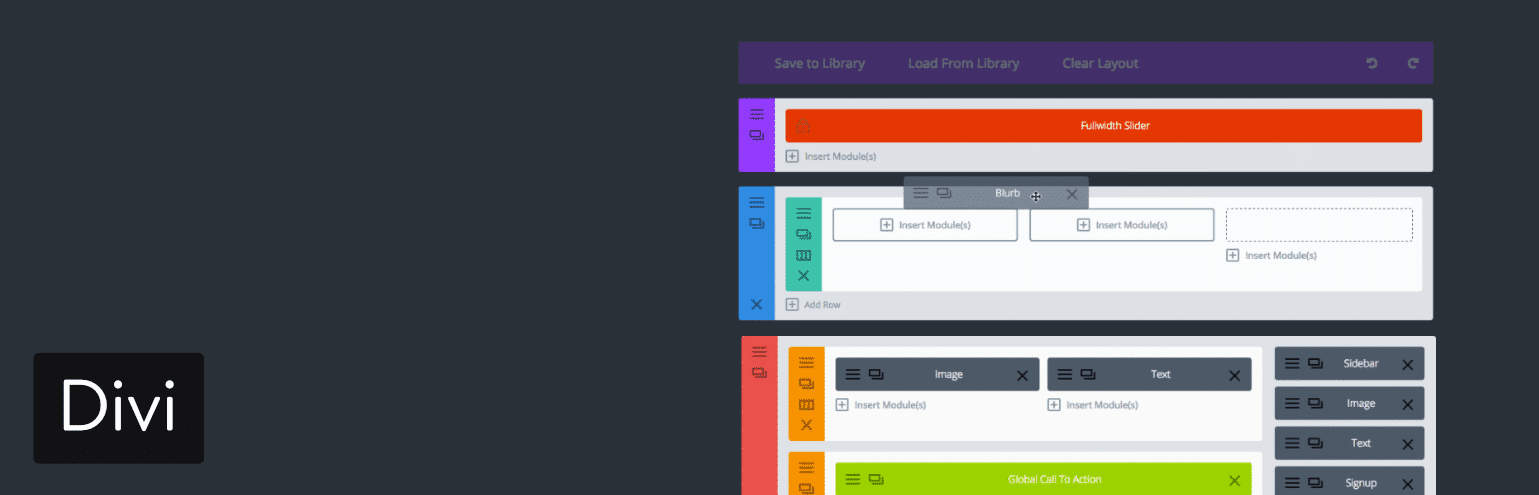 Save to Library Load From Library Clear Layout
Fullwidth Slider
Insert Module(s)
Blurb
Insert Module(s) Insert Module(s)
Insert Module(s)
Add Row
Image Text
Insert Module(s) Insert Module(s)
Global Call To Action
Sidebar
Image
Text
Signup
Divi